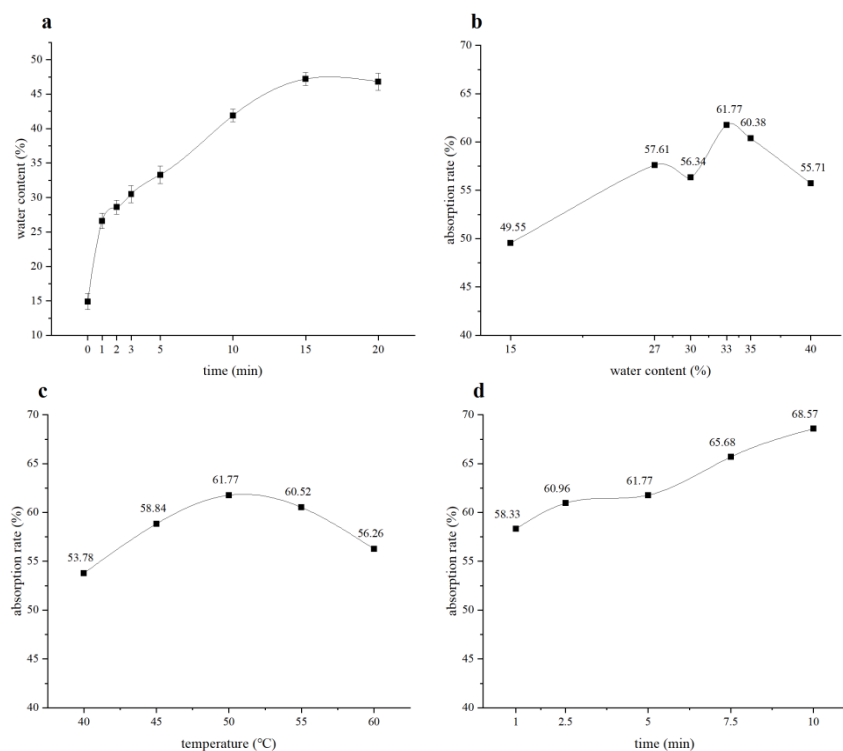 a
50
45
40
35
30
25
20
15
10
water content (%)
0 1 2 3 5 10 15 20
time (min)
b
70
65
60
55
50
45
40
absorption rate (%)
49.55
57.61
56.34
61.77
60.38
55.71
15 27 30 33 35 40
water content (%)
c
70
65
60
55
50
45
40
absorption rate (%)
53.78
58.84
61.77
60.52
56.26
40 45 50 55 60
temperature (℃)
d
70
65
60
55
50
45
40
absorption rate (%)
58.33
60.96
61.77
65.68
68.57
1 2.5 5 7.5 10
time (min)